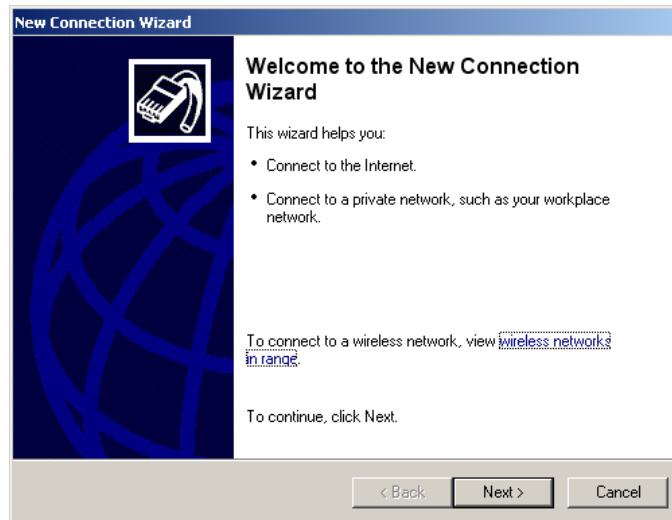 New Connection Wizard
Welcome to the New Connection
Wizard
This wizard helps you:
• Connect to the Internet.
• Connect to a private network, such as your workplace
network.
To connect to a wireless network, view wireless networks
in range.
To continue, click Next.
< Back Next > Cancel